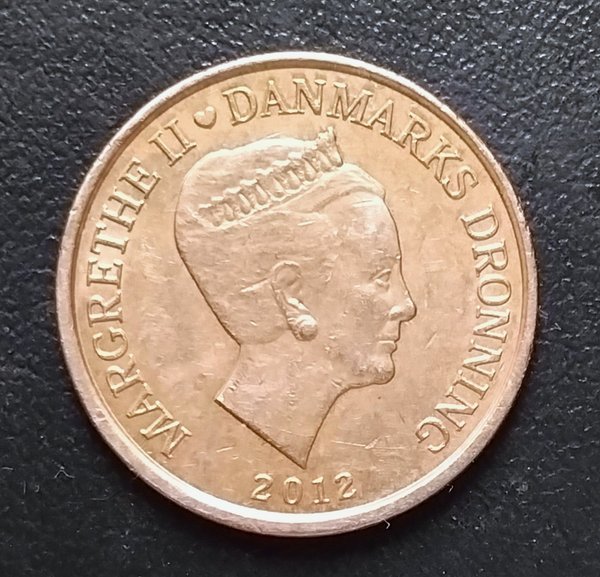 MARGRETHE II ♥ DANMARKS DRONNING
2012